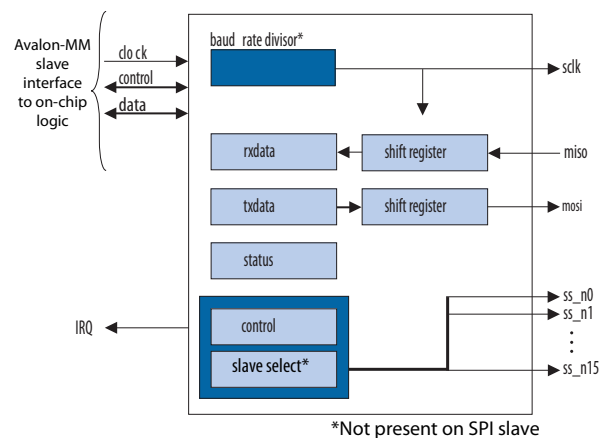 Avalon-MM
slave
interface
to on-chip
logic
clo ck
control
data
baud rate divisor*
sclk
rxdata
shift register
miso
txdata
shift register
mosi
status
IRQ
control
slave select*
ss_n0
ss_n1
ss_n15
*Not present on SPI slave